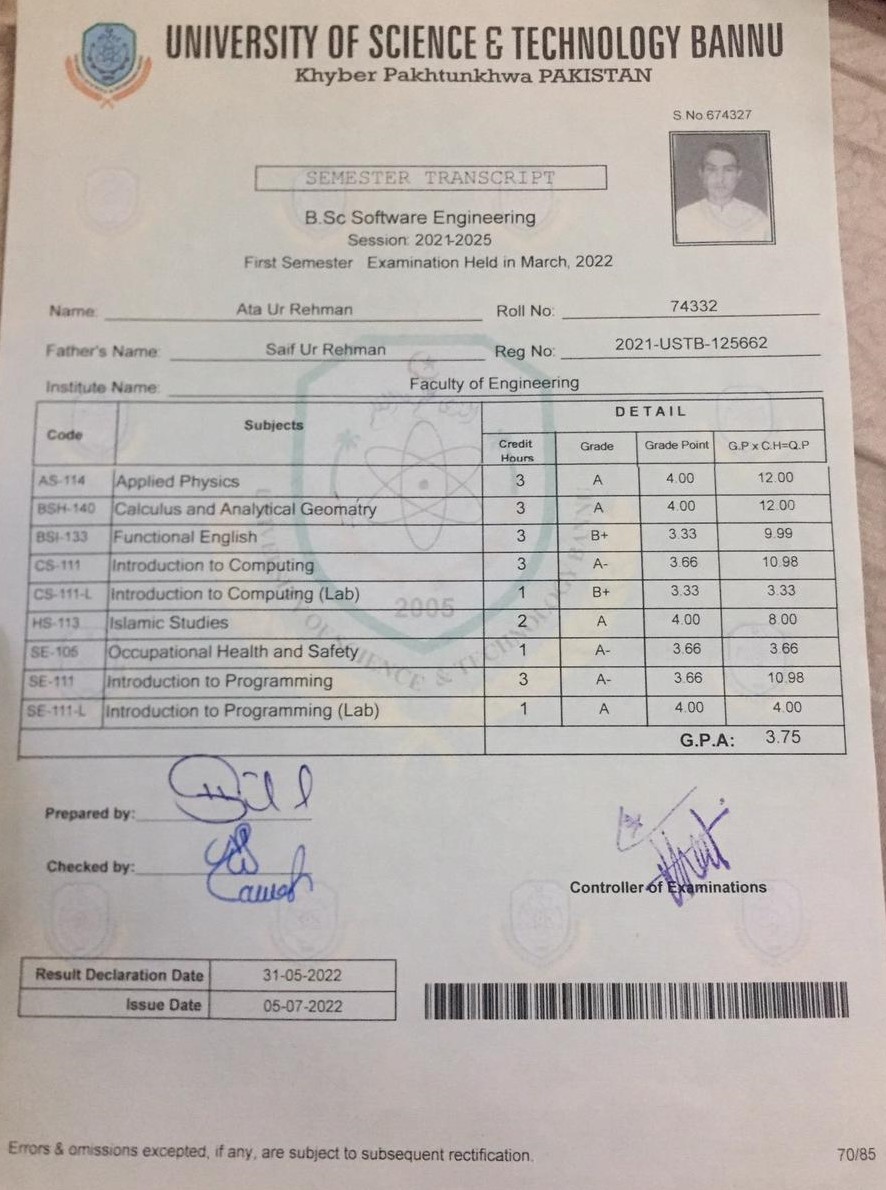 UNIVERSITY OF SCIENCE & TECHNOLOGY BANNU
Khyber Pakhtunkhwa PAKISTAN
S.No.674327
SEMESTER TRANSCRIPT
B.Sc Software Engineering
Session: 2021-2025
First Semester Examination Held in March, 2022
Name: Ata Ur Rehman Roll No: 74332
Father's Name: Saif Ur Rehman Reg No: 2021-USTB-125662
Institute Name: Faculty of Engineering
Code Subjects DETAIL
Credit Hours Grade Grade Point G.P x C.H=Q.P
AS-114 Applied Physics 3 A 4.00 12.00
BSH-140 Calculus and Analytical Geomatry 3 A 4.00 12.00
BSI-133 Functional English 3 B+ 3.33 9.99
CS-111 Introduction to Computing 3 A- 3.66 10.98
CS-111-L Introduction to Computing (Lab) 1 B+ 3.33 3.33
HS-113 Islamic Studies 2 A 4.00 8.00
SE-105 Occupational Health and Safety 1 A- 3.66 3.66
SE-111 Introduction to Programming 3 A- 3.66 10.98
SE-111-L Introduction to Programming (Lab) 1 A 4.00 4.00
G.P.A: 3.75
2005
UNIVERSITY OF SCIENCE & TECHNOLOGY BANNU
Prepared by:
Checked by:
Controller of Examinations
Result Declaration Date 31-05-2022
Issue Date 05-07-2022
Errors & omissions excepted, if any, are subject to subsequent rectification. 70/85